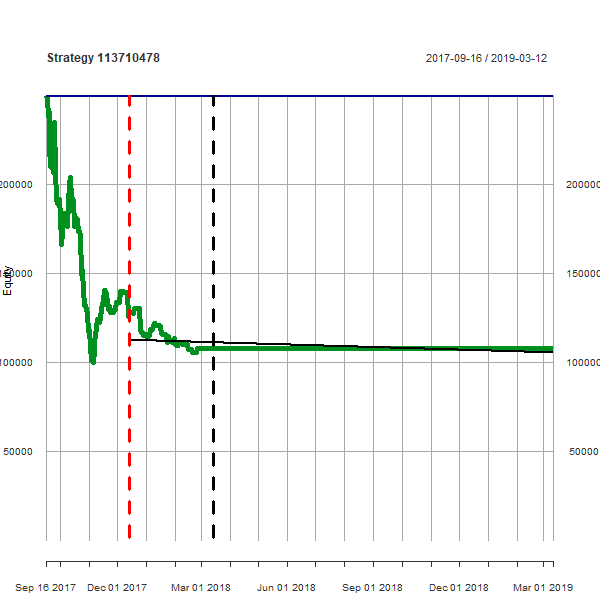 Strategy 113710478
2017-09-16 / 2019-03-12
200000 200000
150000 150000
Equity
100000 100000
50000 50000
Sep 16 2017 Dec 01 2017 Mar 01 2018 Jun 01 2018 Sep 01 2018 Dec 01 2018 Mar 01 2019